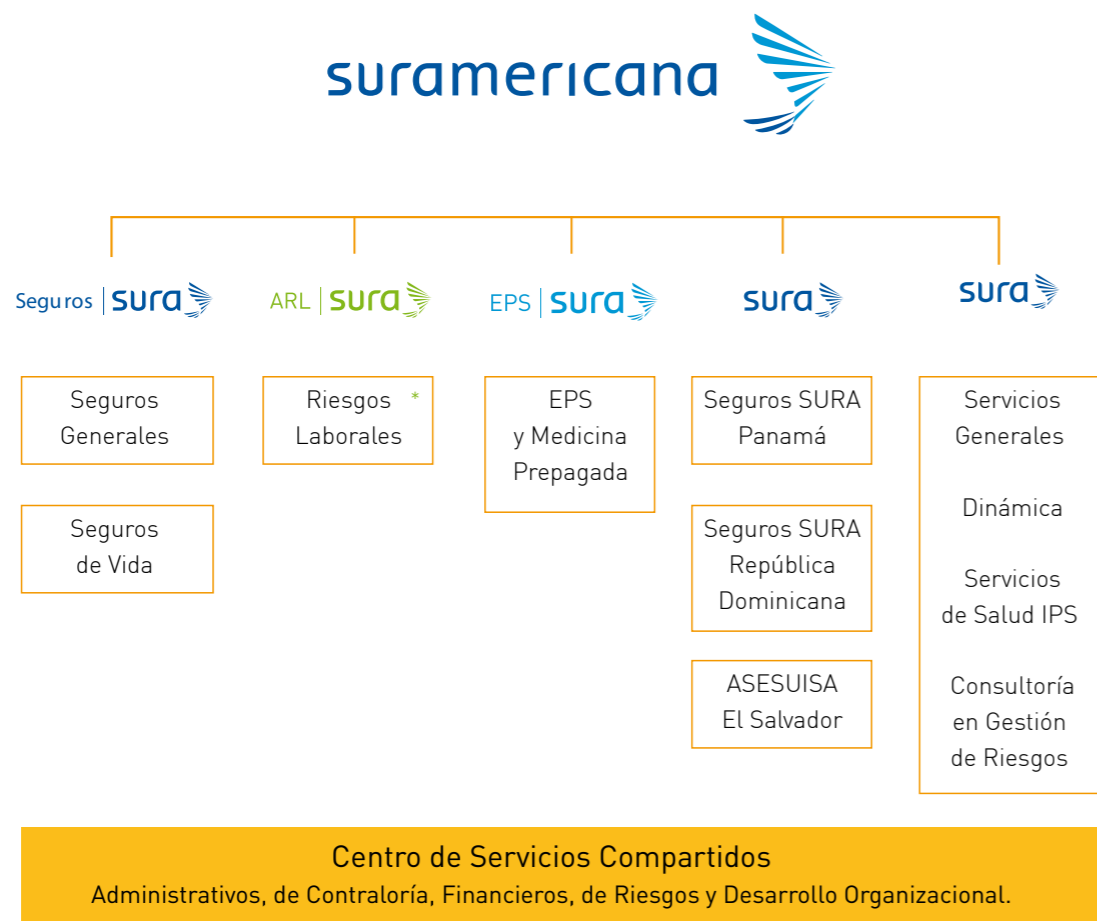 suramericana
Seguros | sura
ARL | sura
EPS | sura
sura
sura
Seguros
Generales
Seguros
de Vida
Riesgos *
Laborales
EPS
y Medicina
Prepagada
Seguros SURA
Panamá
Seguros SURA
República
Dominicana
ASESUISA
El Salvador
Servicios
Generales
Dinámica
Servicios
de Salud IPS
Consultoría
en Gestión
de Riesgos
Centro de Servicios Compartidos
Administrativos, de Contraloría, Financieros, de Riesgos y Desarrollo Organizacional.